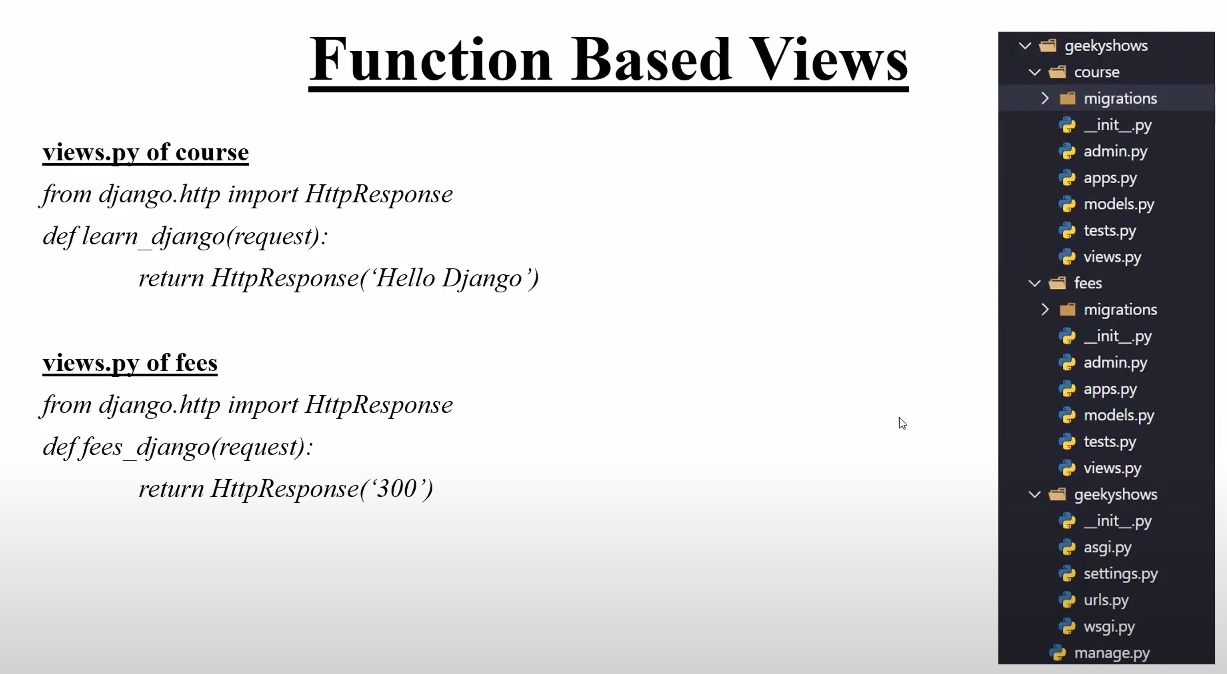 Function Based Views
views.py of course
from django.http import HttpResponse
def learn_django(request):
return HttpResponse(‘Hello Django’)
views.py of fees
from django.http import HttpResponse
def fees_django(request):
return HttpResponse(‘300’)
geekyshows
course
migrations
__init__.py
admin.py
apps.py
models.py
tests.py
views.py
fees
migrations
__init__.py
admin.py
apps.py
models.py
tests.py
views.py
geekyshows
__init__.py
asgi.py
settings.py
urls.py
wsgi.py
manage.py